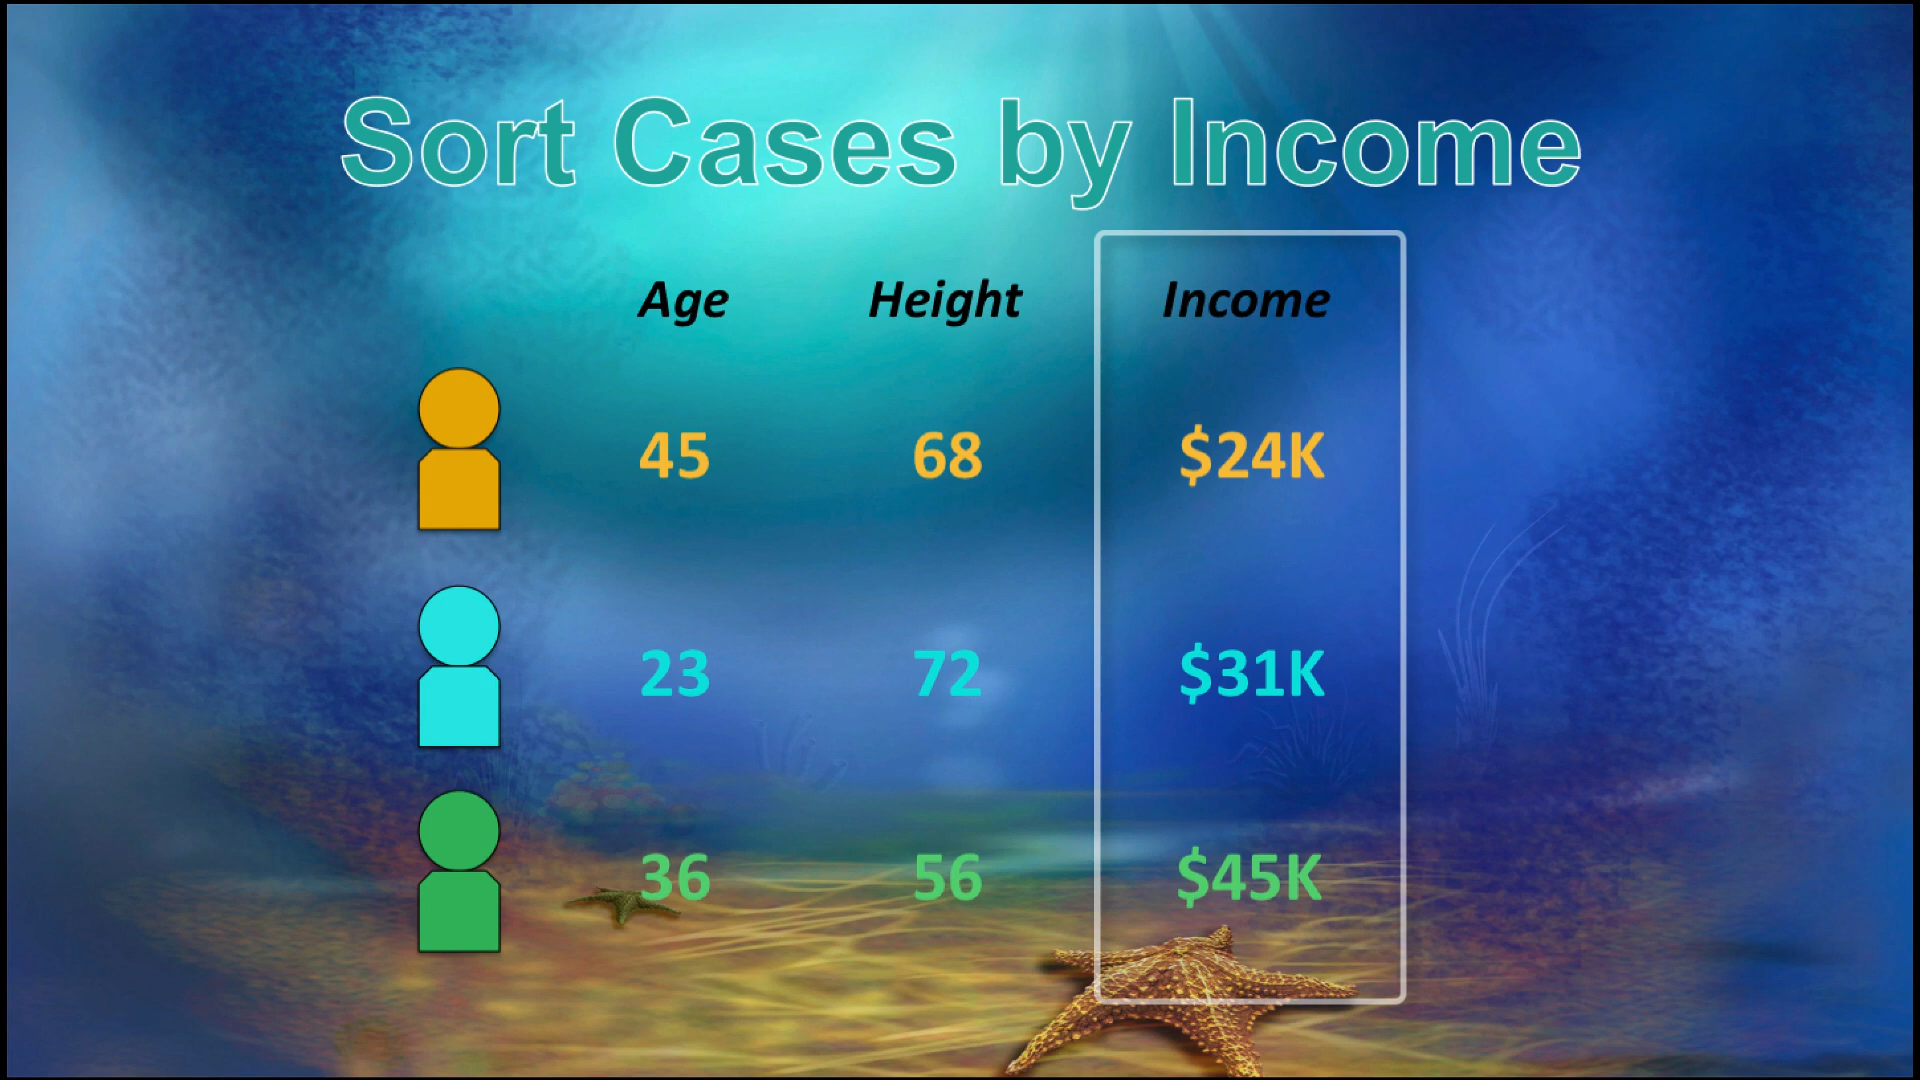 Sort Cases by Income
Age Height Income
45 68 $24K
23 72 $31K
36 56 $45K